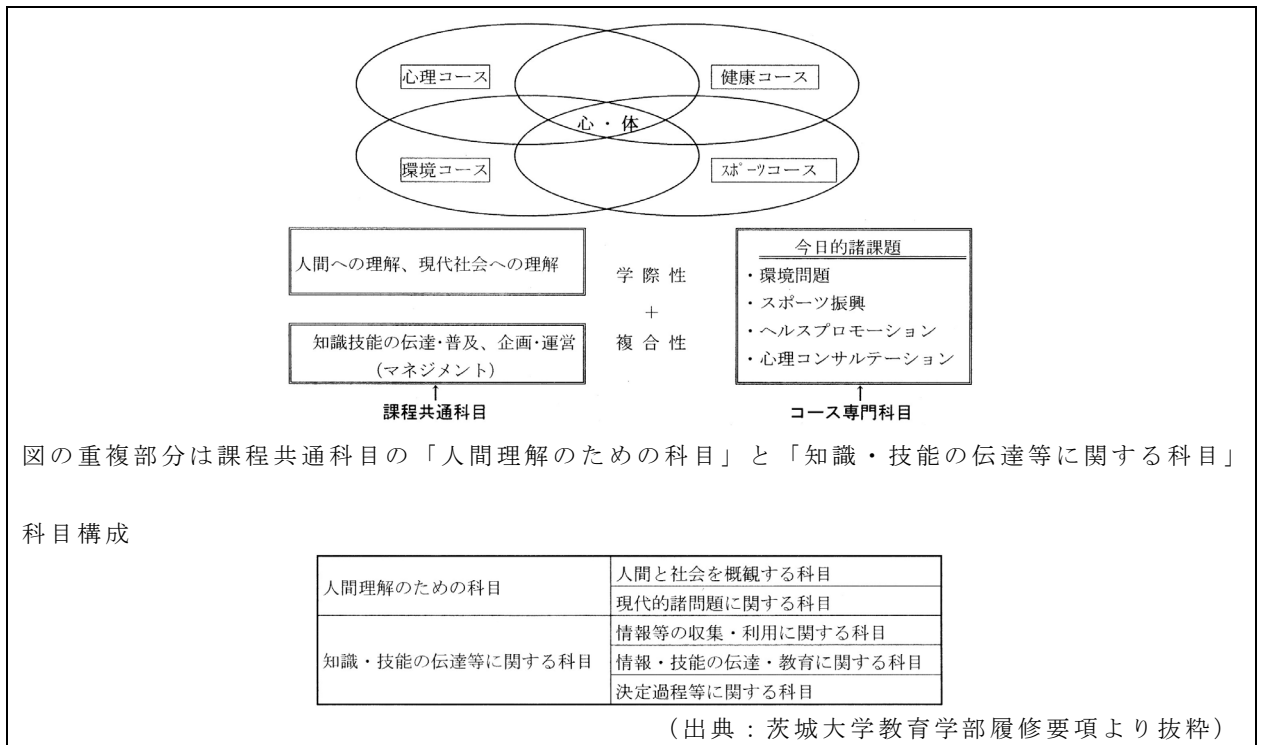 心理コース
健康コース
心・体
環境コース
スポーツコース
人間への理解、現代社会への理解
知識技能の伝達・普及、企画・運営
(マネジメント)
↑
課程共通科目
学際性
+
複合性
今日的諸課題
・環境問題
・スポーツ振興
・ヘルスプロモーション
・心理コンサルテーション
↑
コース専門科目
図の重複部分は課程共通科目の「人間理解のための科目」と「知識・技能の伝達等に関する科目」
科目構成
人間理解のための科目
人間と社会を概観する科目
現代的諸問題に関する科目
知識・技能の伝達等に関する科目
情報等の収集・利用に関する科目
情報・技能の伝達・教育に関する科目
決定過程等に関する科目
(出典:茨城大学教育学部履修要項より抜粋)